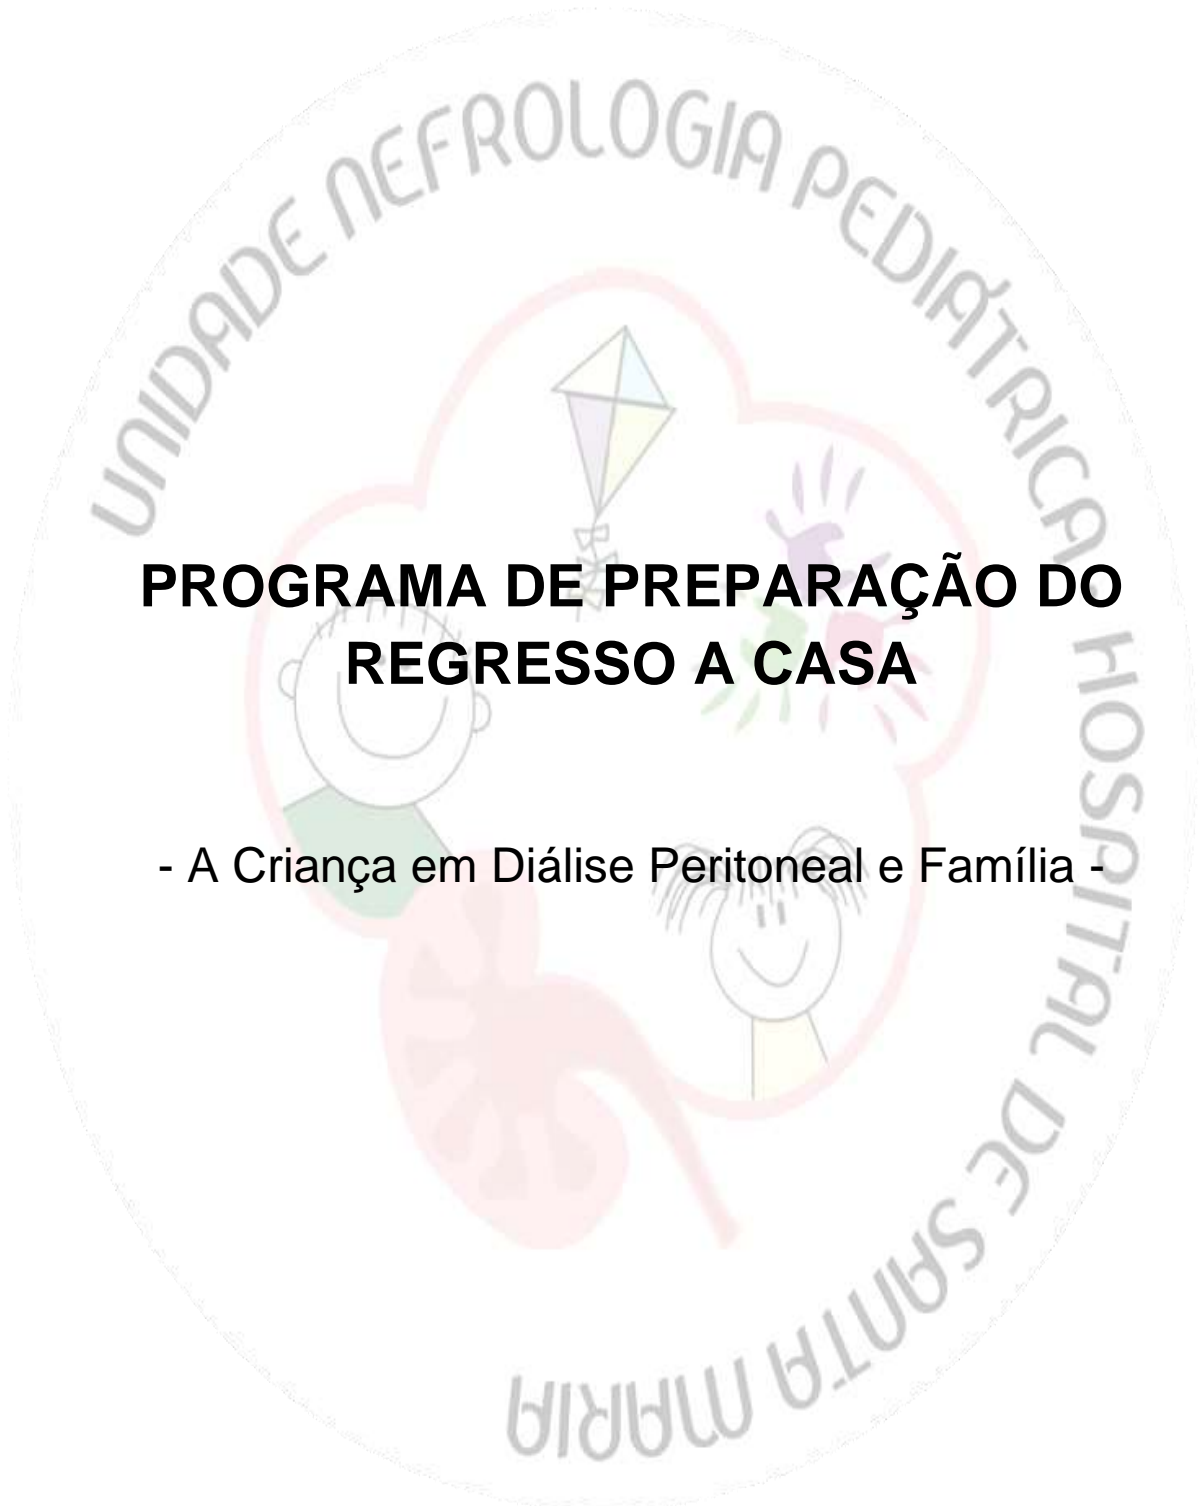 UNIDADE NEFROLOGIA PEDIÁTRICA - HOSPITAL DE SANTA MARIA
PROGRAMA DE PREPARAÇÃO DO
REGRESSO A CASA
- A Criança em Diálise Peritoneal e Família -